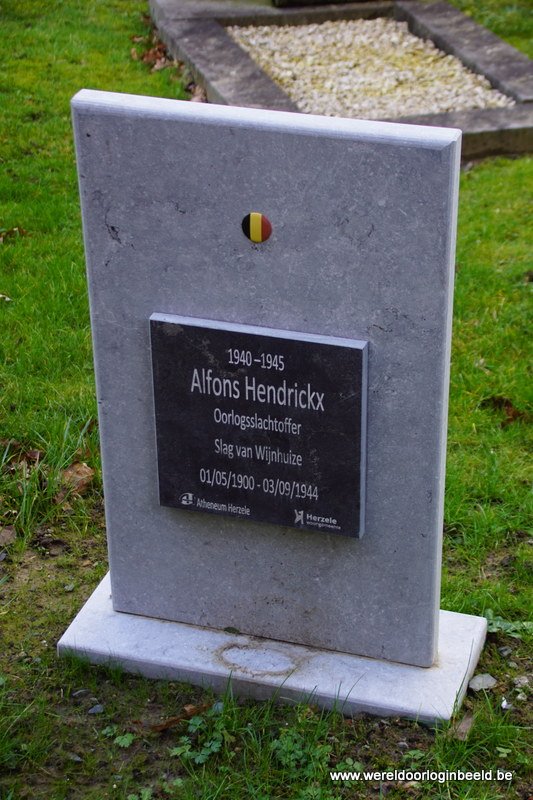 1940–1945
Alfons Hendrickx
Oorlogsslachtoffer
Slag van Wijnhuize
01/05/1900 - 03/09/1944
Atheneum Herzele
Herzele
www.wereldoorloginbeeld.be